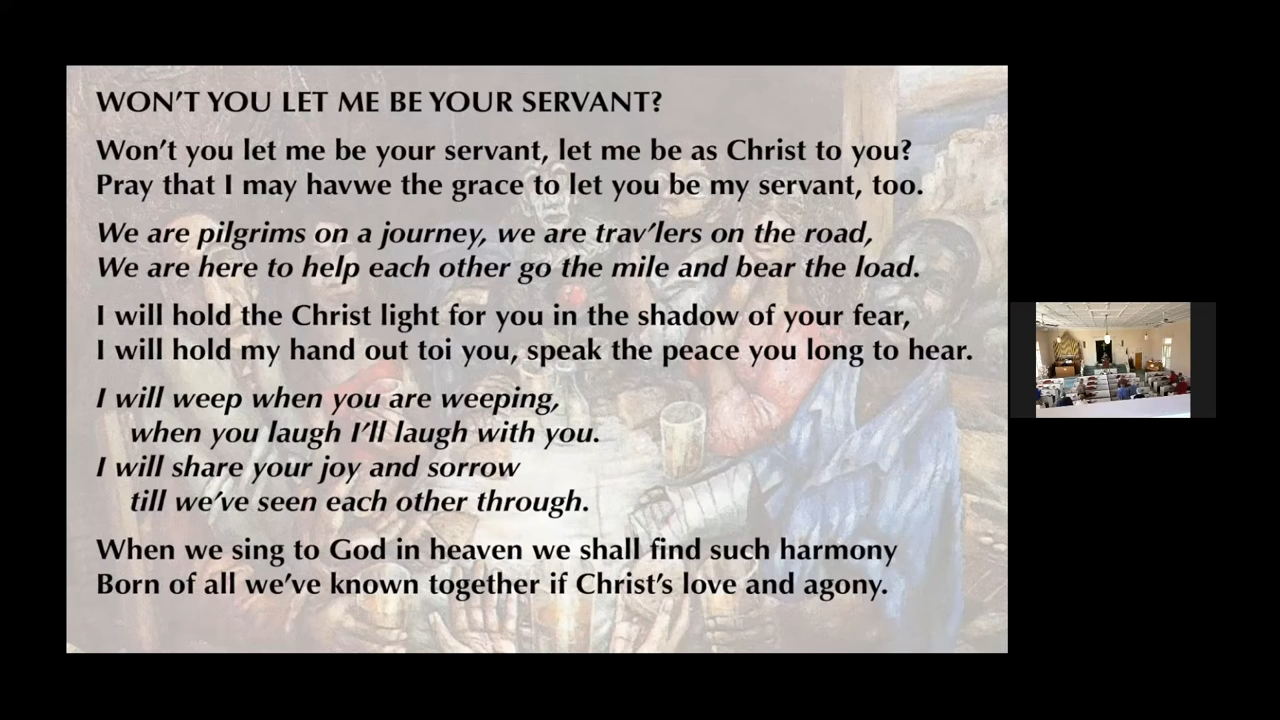 WON’T YOU LET ME BE YOUR SERVANT?
Won’t you let me be your servant, let me be as Christ to you?
Pray that I may havwe the grace to let you be my servant, too.
We are pilgrims on a journey, we are trav’lers on the road,
We are here to help each other go the mile and bear the load.
I will hold the Christ light for you in the shadow of your fear,
I will hold my hand out toi you, speak the peace you long to hear.
I will weep when you are weeping,
when you laugh I’ll laugh with you.
I will share your joy and sorrow
till we’ve seen each other through.
When we sing to God in heaven we shall find such harmony
Born of all we’ve known together if Christ’s love and agony.